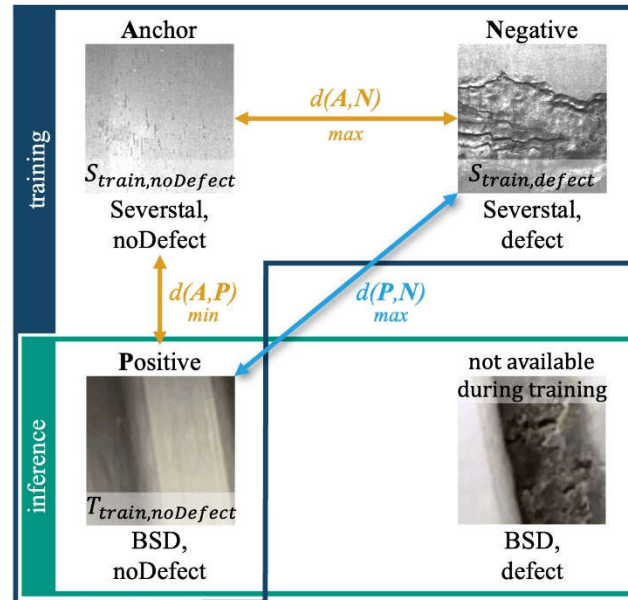 Anchor
Negative
d(A,N)
max
S_train,noDefect
S_train,defect
Severstal,
noDefect
Severstal,
defect
training
d(A,P)
min
d(P,N)
max
Positive
not available
during training
T_train,noDefect
inference
BSD,
noDefect
BSD,
defect